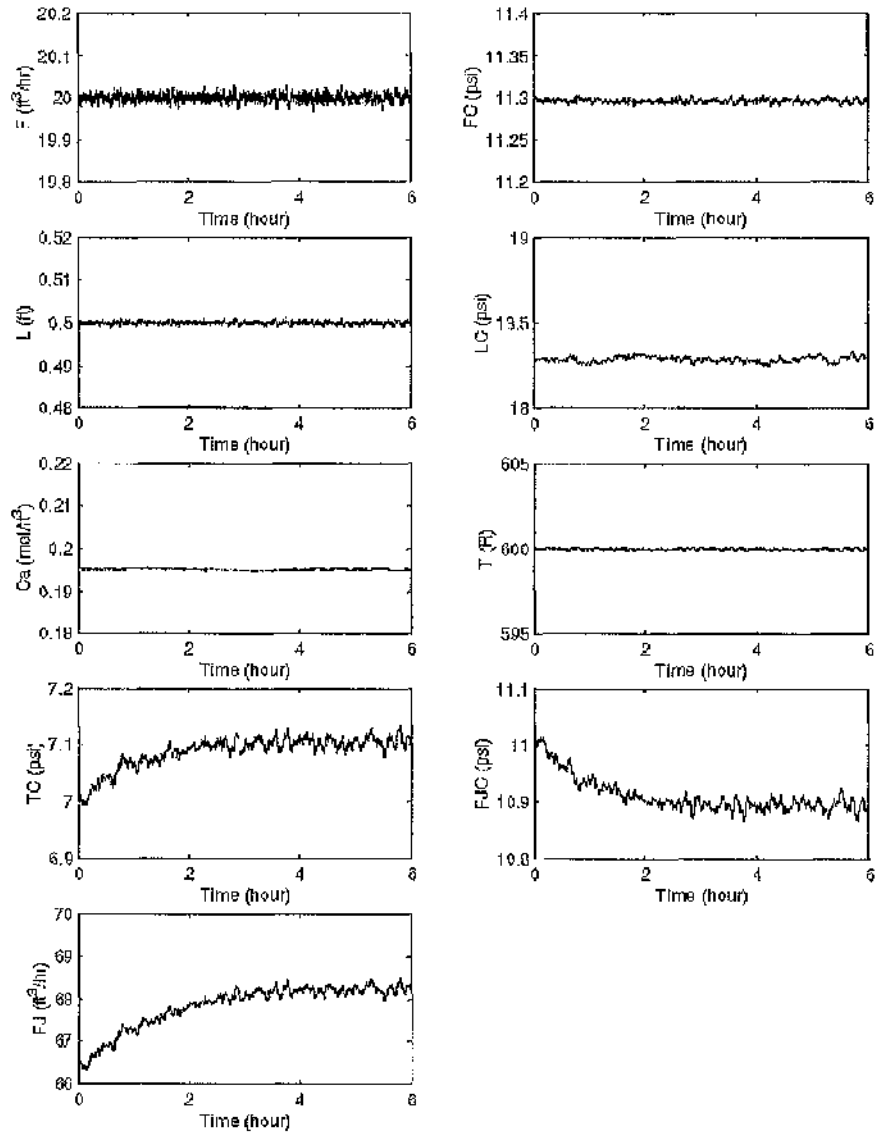 20.2
20.1
20
19.9
19.8
F (ft³/hr)
0 2 4 6
Time (hour)
11.4
11.35
11.3
11.25
11.2
FC (psi)
0 2 4 6
Time (hour)
0.52
0.51
0.5
0.49
0.48
L (ft)
0 2 4 6
Time (hour)
19
18.5
18
LC (psi)
0 2 4 6
Time (hour)
0.22
0.21
0.2
0.19
0.18
Ca (mol/ft³)
0 2 4 6
Time (hour)
605
600
595
T (R)
0 2 4 6
Time (hour)
7.2
7.1
7
6.9
TC (psi)
0 2 4 6
Time (hour)
11.1
11
10.9
10.8
FJC (psi)
0 2 4 6
Time (hour)
70
69
68
67
66
FJ (ft³/hr)
0 2 4 6
Time (hour)